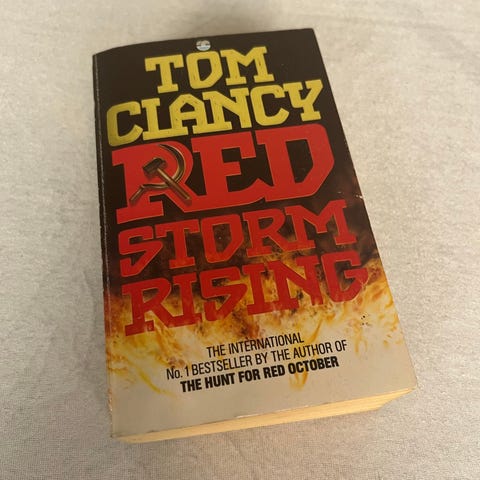 TOM
CLANCY
RED
STORM
RISING
THE INTERNATIONAL
No. 1 BESTSELLER BY THE AUTHOR OF
THE HUNT FOR RED OCTOBER